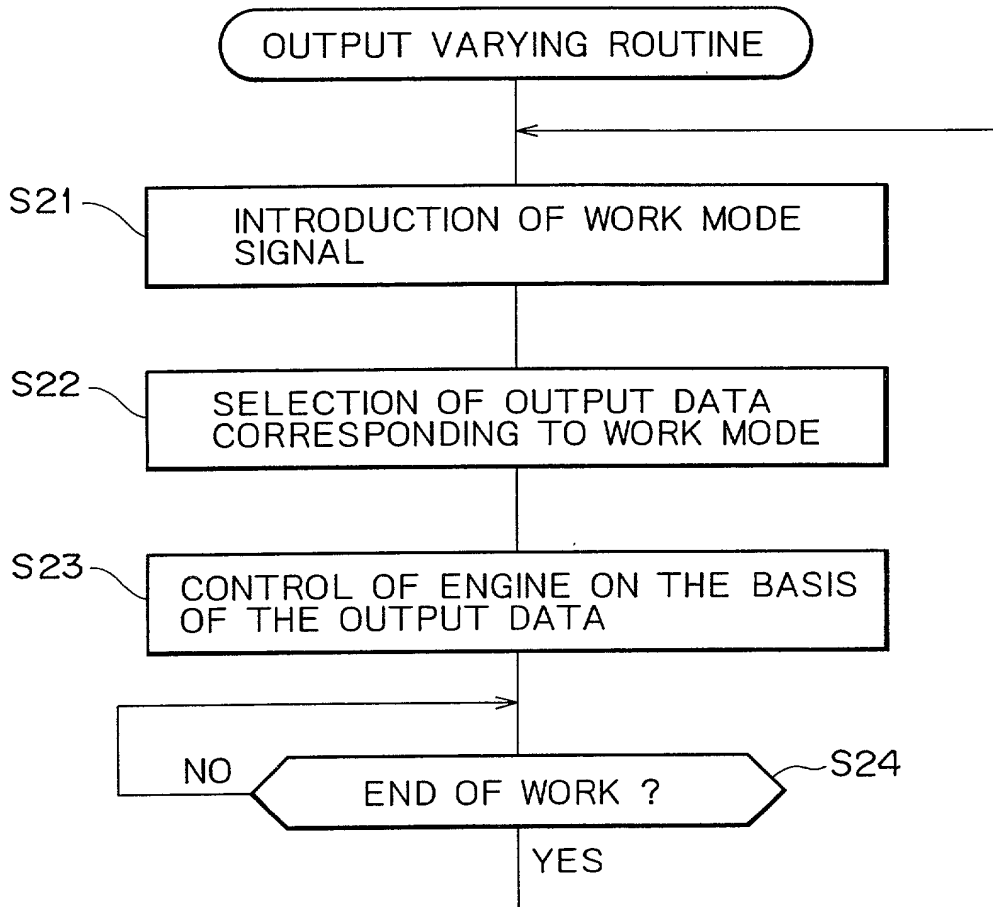 OUTPUT VARYING ROUTINE
S21
INTRODUCTION OF WORK MODE
SIGNAL
S22
SELECTION OF OUTPUT DATA
CORRESPONDING TO WORK MODE
S23
CONTROL OF ENGINE ON THE BASIS
OF THE OUTPUT DATA
NO
END OF WORK ?
S24
YES